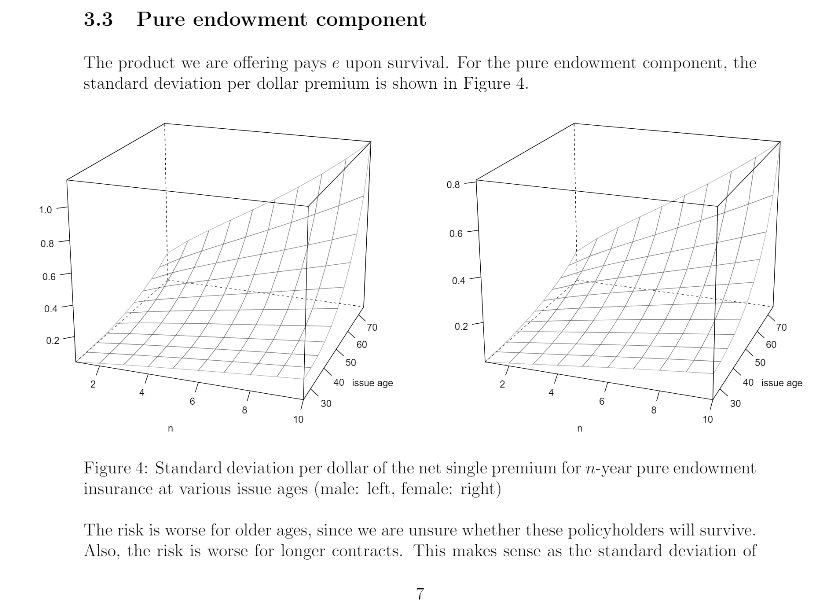 3.3 Pure endowment component
The product we are offering pays e upon survival. For the pure endowment component, the
standard deviation per dollar premium is shown in Figure 4.
1.0
0.8
0.6
0.4
0.2
2
4
6
8
10
n
30
40
50
60
70
issue age
0.8
0.6
0.4
0.2
2
4
6
8
10
n
30
40
50
60
70
issue age
Figure 4: Standard deviation per dollar of the net single premium for n-year pure endowment
insurance at various issue ages (male: left, female: right)
The risk is worse for older ages, since we are unsure whether these policyholders will survive.
Also, the risk is worse for longer contracts. This makes sense as the standard deviation of
7